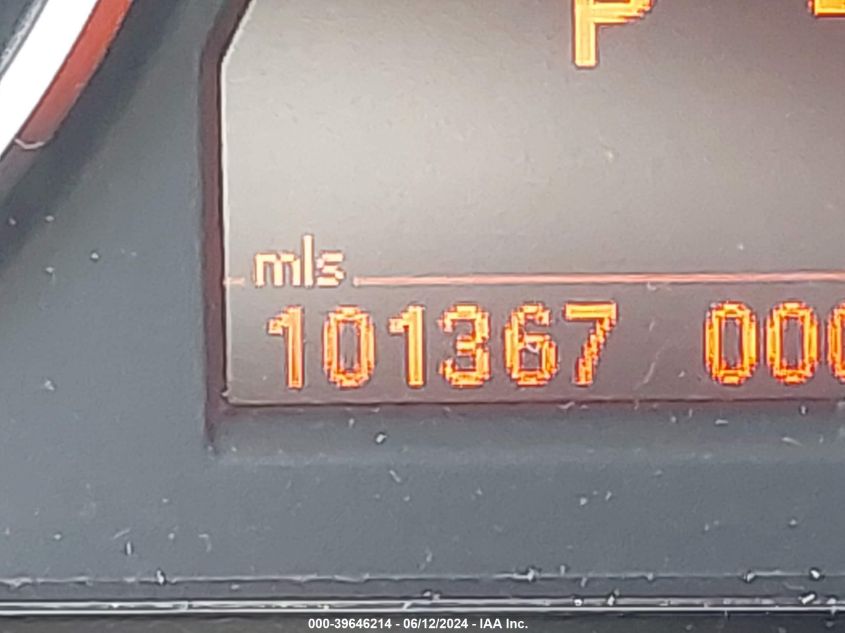 P
mls
101367 000
000-39646214 - 06/12/2024 - IAA Inc.